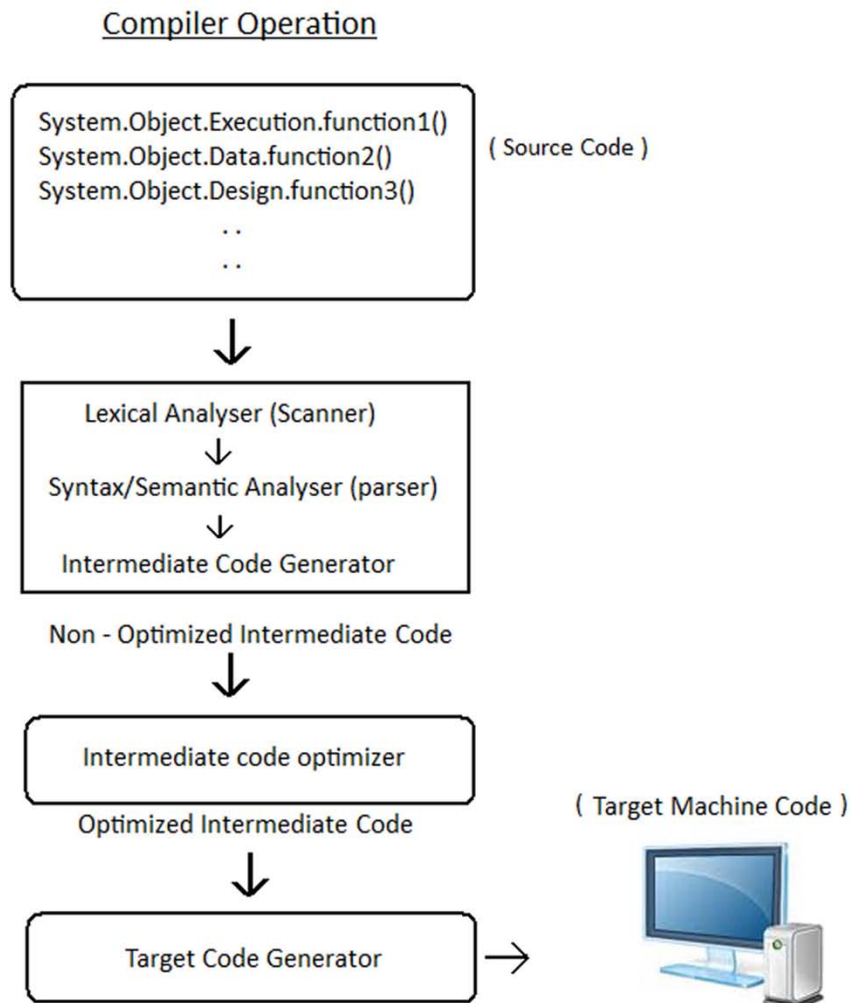 Compiler Operation
System.Object.Execution.function1()
System.Object.Data.function2()
System.Object.Design.function3()
. .
. .
( Source Code )
Lexical Analyser (Scanner)
Syntax/Semantic Analyser (parser)
Intermediate Code Generator
Non - Optimized Intermediate Code
Intermediate code optimizer
Optimized Intermediate Code
( Target Machine Code )
Target Code Generator